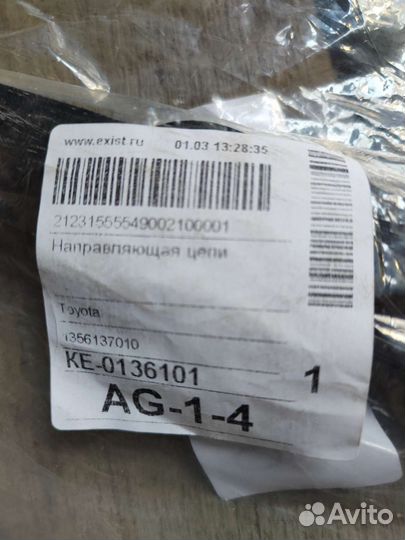 www.exist.ru 01.03 13:28:35
21231555549002100001
Направляющая цепи
Toyota
1356137010
KE-0136101
1
AG-1-4
Avito